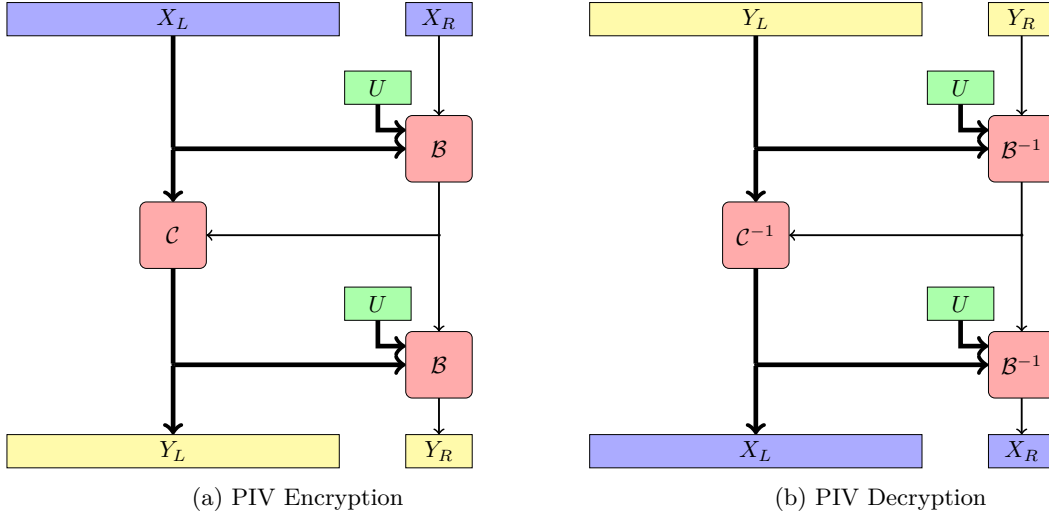 X_L X_R Y_L Y_R
U U
𝓑 𝓑⁻¹
𝓒 𝓒⁻¹
U U
𝓑 𝓑⁻¹
Y_L Y_R X_L X_R
(a) PIV Encryption (b) PIV Decryption